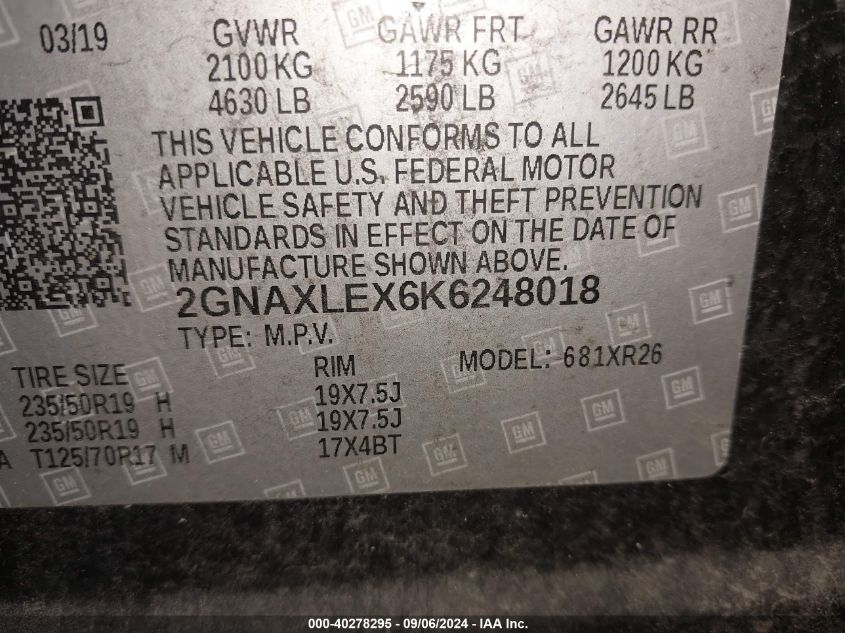 03/19 GVWR GAWR FRT GAWR RR
2100 KG 1175 KG 1200 KG
4630 LB 2590 LB 2645 LB
THIS VEHICLE CONFORMS TO ALL
APPLICABLE U.S. FEDERAL MOTOR
VEHICLE SAFETY AND THEFT PREVENTION
STANDARDS IN EFFECT ON THE DATE OF
MANUFACTURE SHOWN ABOVE.
2GNAXLEX6K6248018
TYPE: M.P.V.
TIRE SIZE RIM MODEL: 681XR26
235/50R19 H 19X7.5J
235/50R19 H 19X7.5J
A T125/70R17 M 17X4BT
GM
000-40278295 - 09/06/2024 - IAA Inc.